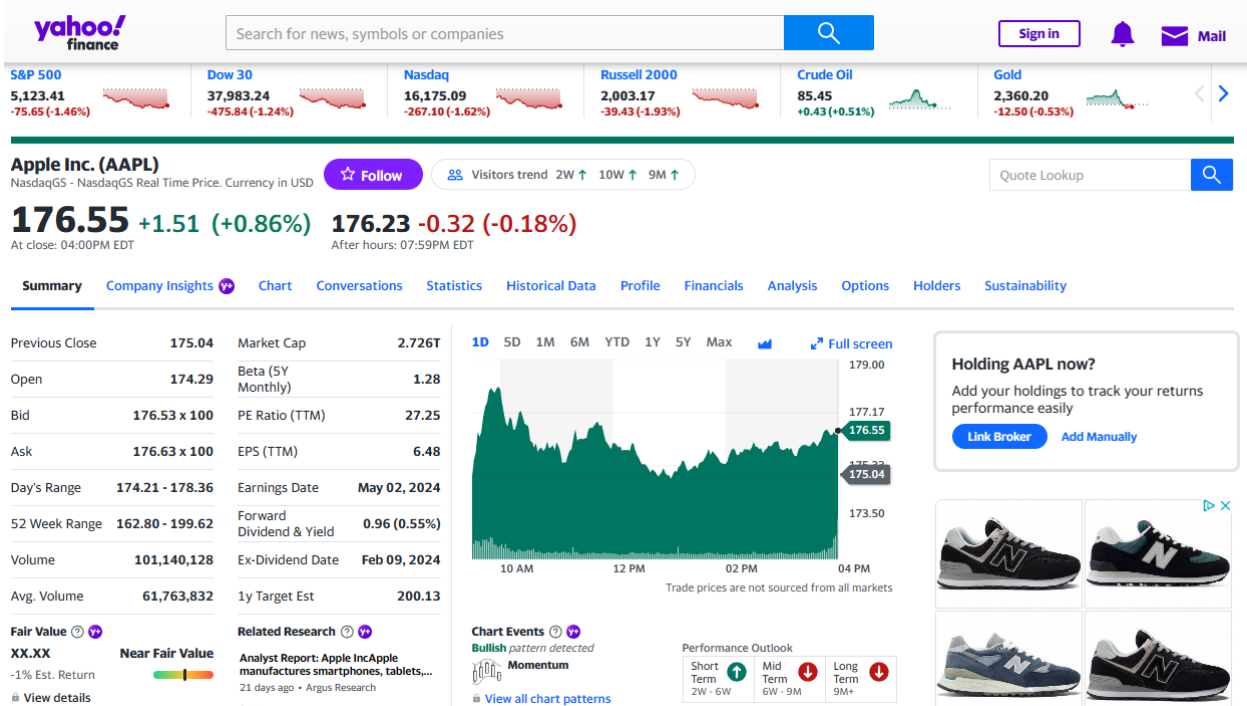 yahoo!
finance
Search for news, symbols or companies
Sign in
Mail
S&P 500
5,123.41
-75.65 (-1.46%)
Dow 30
37,983.24
-475.84 (-1.24%)
Nasdaq
16,175.09
-267.10 (-1.62%)
Russell 2000
2,003.17
-39.43 (-1.93%)
Crude Oil
85.45
+0.43 (+0.51%)
Gold
2,360.20
-12.50 (-0.53%)
Apple Inc. (AAPL)
NasdaqGS - NasdaqGS Real Time Price. Currency in USD
Follow
Visitors trend 2W↑ 10W↑ 9M↑
Quote Lookup
176.55 +1.51 (+0.86%)
At close: 04:00PM EDT
176.23 -0.32 (-0.18%)
After hours: 07:59PM EDT
Summary Company Insights Y+ Chart Conversations Statistics Historical Data Profile Financials Analysis Options Holders Sustainability
Previous Close 175.04
Open 174.29
Bid 176.53 x 100
Ask 176.63 x 100
Day's Range 174.21 - 178.36
52 Week Range 162.80 - 199.62
Volume 101,140,128
Avg. Volume 61,763,832
Market Cap 2.726T
Beta (5Y
Monthly) 1.28
PE Ratio (TTM) 27.25
EPS (TTM) 6.48
Earnings Date May 02, 2024
Forward
Dividend & Yield 0.96 (0.55%)
Ex-Dividend Date Feb 09, 2024
1y Target Est 200.13
1D 5D 1M 6M YTD 1Y 5Y Max
Full screen
179.00
177.17
176.55
175.04
173.50
10 AM 12 PM 02 PM 04 PM
Trade prices are not sourced from all markets
Holding AAPL now?
Add your holdings to track your returns
performance easily
Link Broker Add Manually
Fair Value ? Y+
XX.XX
-1% Est. Return
Near Fair Value
View details
Related Research ? Y+
Analyst Report: Apple IncApple
manufactures smartphones, tablets,...
21 days ago • Argus Research
Chart Events ? Y+
Bullish pattern detected
Momentum
View all chart patterns
Performance Outlook
Short
Term
2W - 6W
Mid
Term
6W - 9M
Long
Term
9M+
N
N
N
N